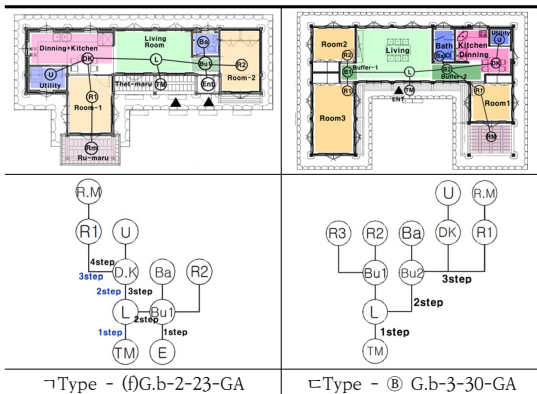 Dinning+Kitchen
Living
Room
Ba
DK
L
Bu1
R2
U
Utility
Room-2
R1
Thel-maru
TM
Ent
Room-1
Rm
Ru-maru
Room2
R2
Living
Bath
Kitchen
Dinning
Utility
U
Buffer-1
B1
L
DK
Buffer-2
R1
TM
ENT
R1
Room3
Room1
RM
R.M
R1
U
4step
3step
D.K
Ba
R2
2step
3step
L
2step
Bu1
1step
1step
TM
E
U
R.M
R3
R2
Ba
DK
R1
Bu1
Bu2
3step
2step
L
1step
TM
ㄱType - (f)G.b-2-23-GA
ㄷType - Ⓑ G.b-3-30-GA